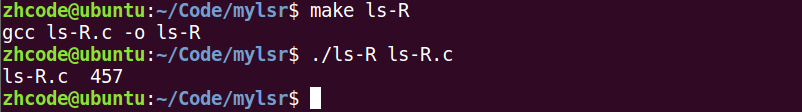 zhcode@ubuntu:~/Code/mylsr$ make ls-R
gcc ls-R.c -o ls-R
zhcode@ubuntu:~/Code/mylsr$ ./ls-R ls-R.c
ls-R.c  457
zhcode@ubuntu:~/Code/mylsr$